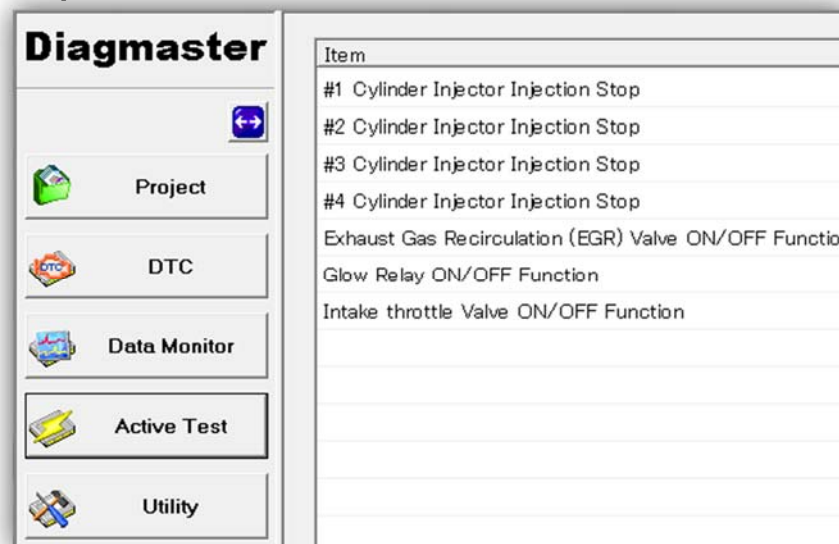 Diagmaster
Project
DTC
Data Monitor
Active Test
Utility
Item
#1 Cylinder Injector Injection Stop
#2 Cylinder Injector Injection Stop
#3 Cylinder Injector Injection Stop
#4 Cylinder Injector Injection Stop
Exhaust Gas Recirculation (EGR) Valve ON/OFF Functio
Glow Relay ON/OFF Function
Intake throttle Valve ON/OFF Function